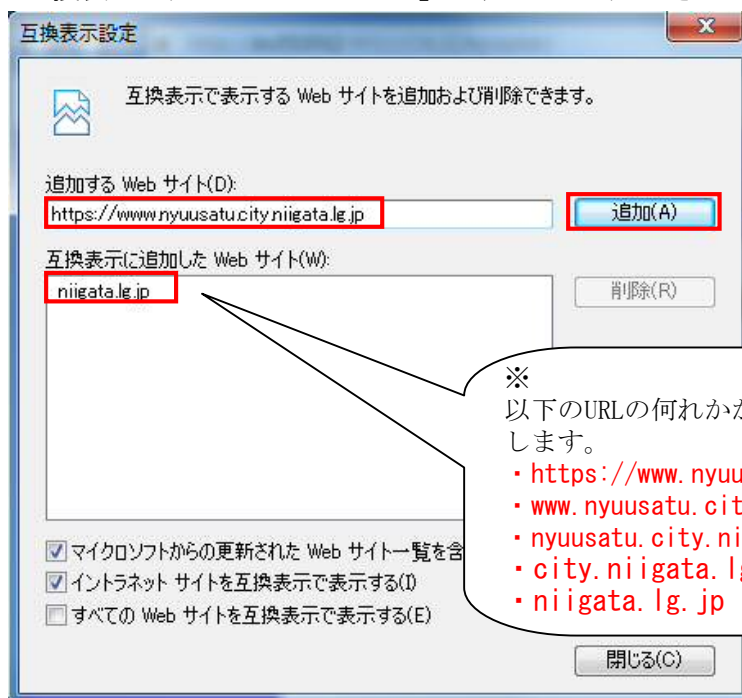 互換表示設定
互換表示で表示する Web サイトを追加および削除できます。
追加する Web サイト(D):
https://www.nyuusatu.city.niigata.lg.jp
追加(A)
互換表示に追加した Web サイト(W):
niigata.lg.jp
削除(R)
※
以下のURLの何れかが
します。
・https://www.nyuu
・www.nyuusatu.cit
・nyuusatu.city.ni
・city.niigata.lg
・niigata.lg.jp
マイクロソフトからの更新された Web サイト一覧を含
イントラネット サイトを互換表示で表示する(I)
すべての Web サイトを互換表示で表示する(E)
閉じる(C)